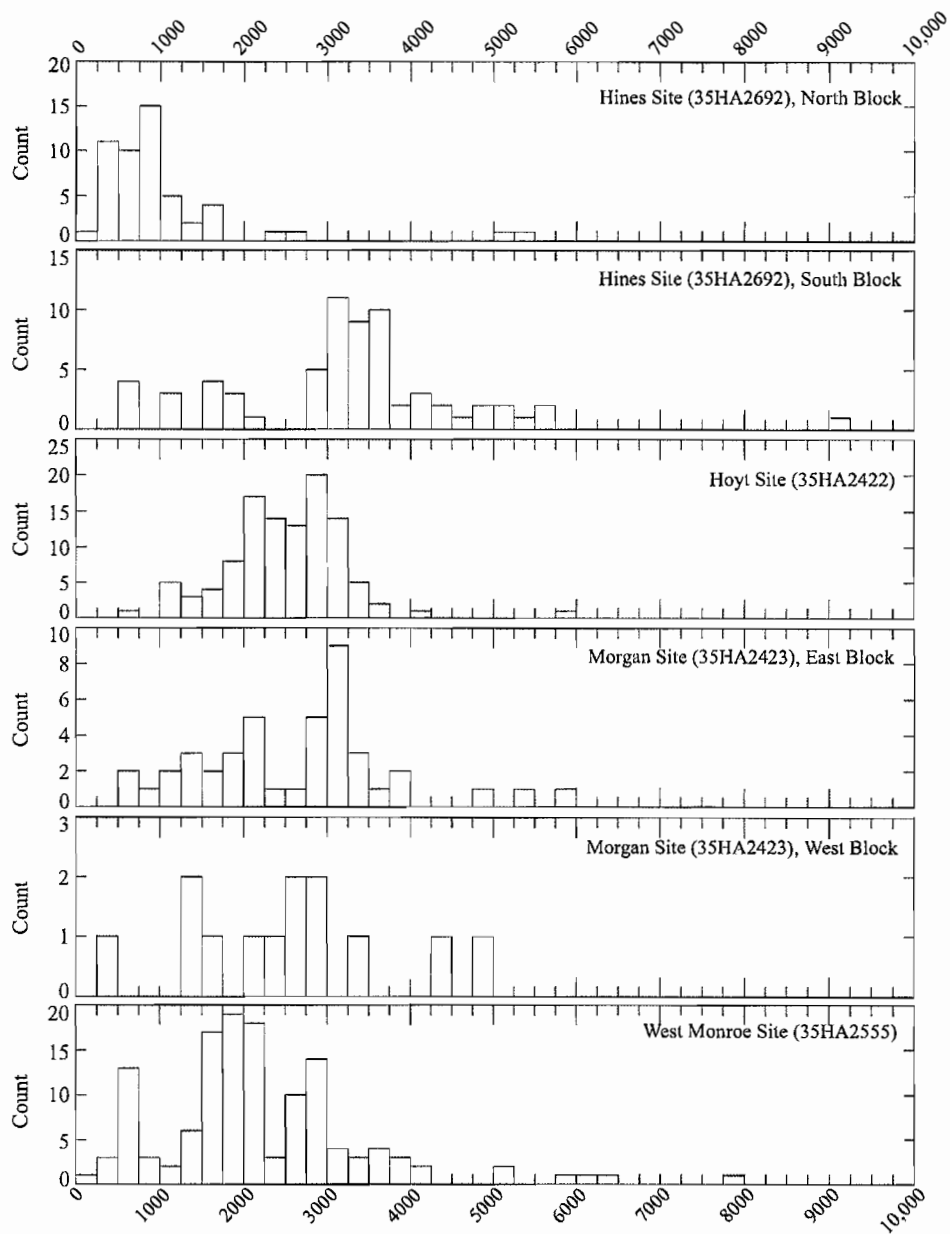 0 1000 2000 3000 4000 5000 6000 7000 8000 9000 10,000
20
15
10
5
0
Count
Hines Site (35HA2692), North Block
15
10
5
0
Count
Hines Site (35HA2692), South Block
25
20
15
10
5
0
Count
Hoyt Site (35HA2422)
10
8
6
4
2
0
Count
Morgan Site (35HA2423), East Block
3
2
1
0
Count
Morgan Site (35HA2423), West Block
20
15
10
5
0
Count
West Monroe Site (35HA2555)
0 1000 2000 3000 4000 5000 6000 7000 8000 9000 10,000